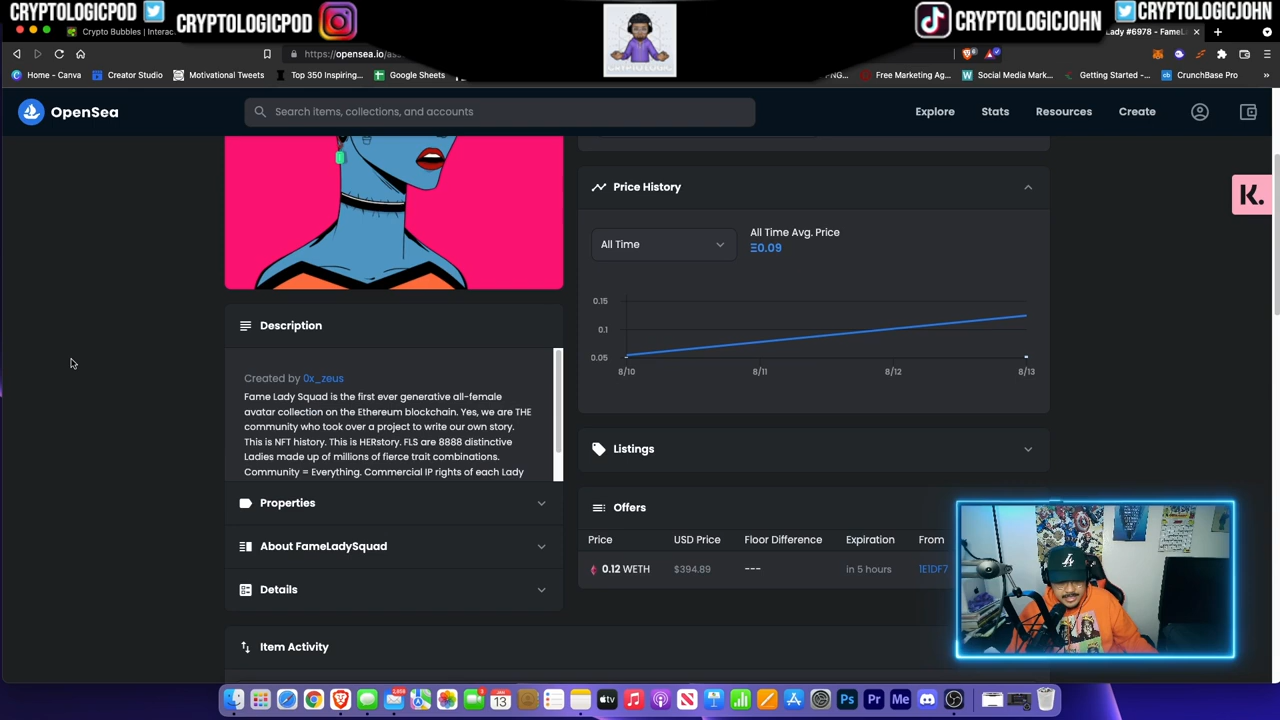 CRYPTOLOGICPOD
CRYPTOLOGICPOD
CRYPTOLOGICJOHN
CRYPTOLOGICJOHN
Crypto Bubbles | Interac
Lady #6978 - FameL
https://opensea.io/as
Home - Canva
Creator Studio
Motivational Tweets
Top 350 Inspiring...
Google Sheets
PNG...
Free Marketing Ag...
Social Media Mark...
Getting Started -...
CrunchBase Pro
OpenSea
Search items, collections, and accounts
Explore
Stats
Resources
Create
K.
Price History
All Time
All Time Avg. Price
Ξ0.09
0.15
0.1
0.05
8/10
8/11
8/12
8/13
Description
Created by 0x_zeus
Fame Lady Squad is the first ever generative all-female
avatar collection on the Ethereum blockchain. Yes, we are THE
community who took over a project to write our own story.
This is NFT history. This is HERstory. FLS are 8888 distinctive
Ladies made up of millions of fierce trait combinations.
Community = Everything. Commercial IP rights of each Lady
Properties
About FameLadySquad
Details
Item Activity
Listings
Offers
Price USD Price Floor Difference Expiration From
0.12 WETH $394.89 --- in 5 hours 1E1DF7